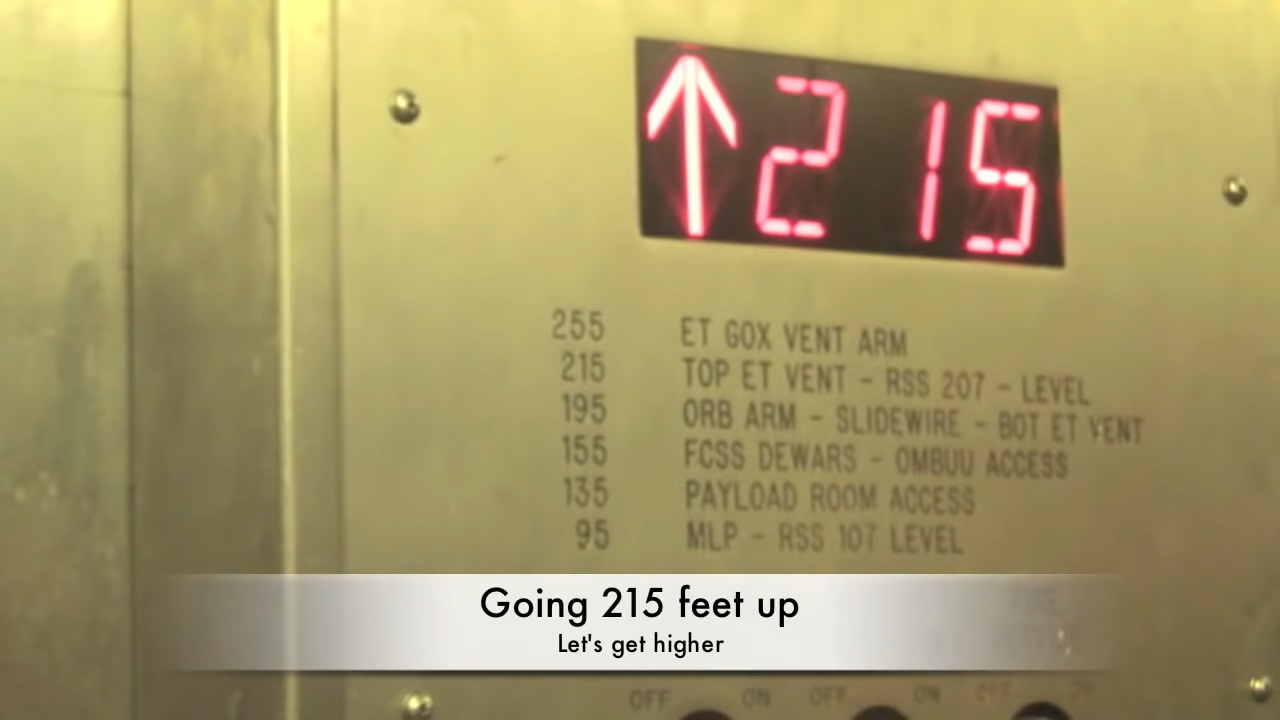 215
255 ET GOX VENT ARM
215 TOP ET VENT - RSS 207 - LEVEL
195 ORB ARM - SLIDEWIRE - BOT ET VENT
155 FCSS DEWARS - OMBUU ACCESS
135 PAYLOAD ROOM ACCESS
95 MLP - RSS 107 LEVEL
Going 215 feet up
Let's get higher
OFF ON OFF ON OFF ON